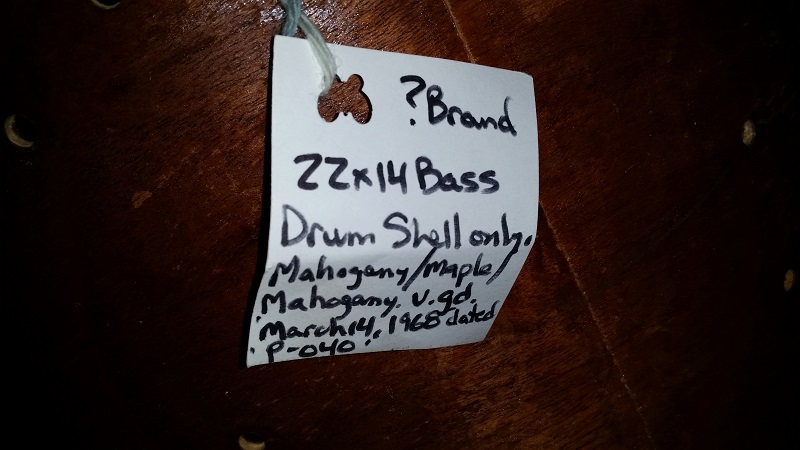 ?Brand
22x14 Bass
Drum Shell only.
Mahogany/maple/
Mahogany. v.gd.
March 14, 1968 dated
P-040.